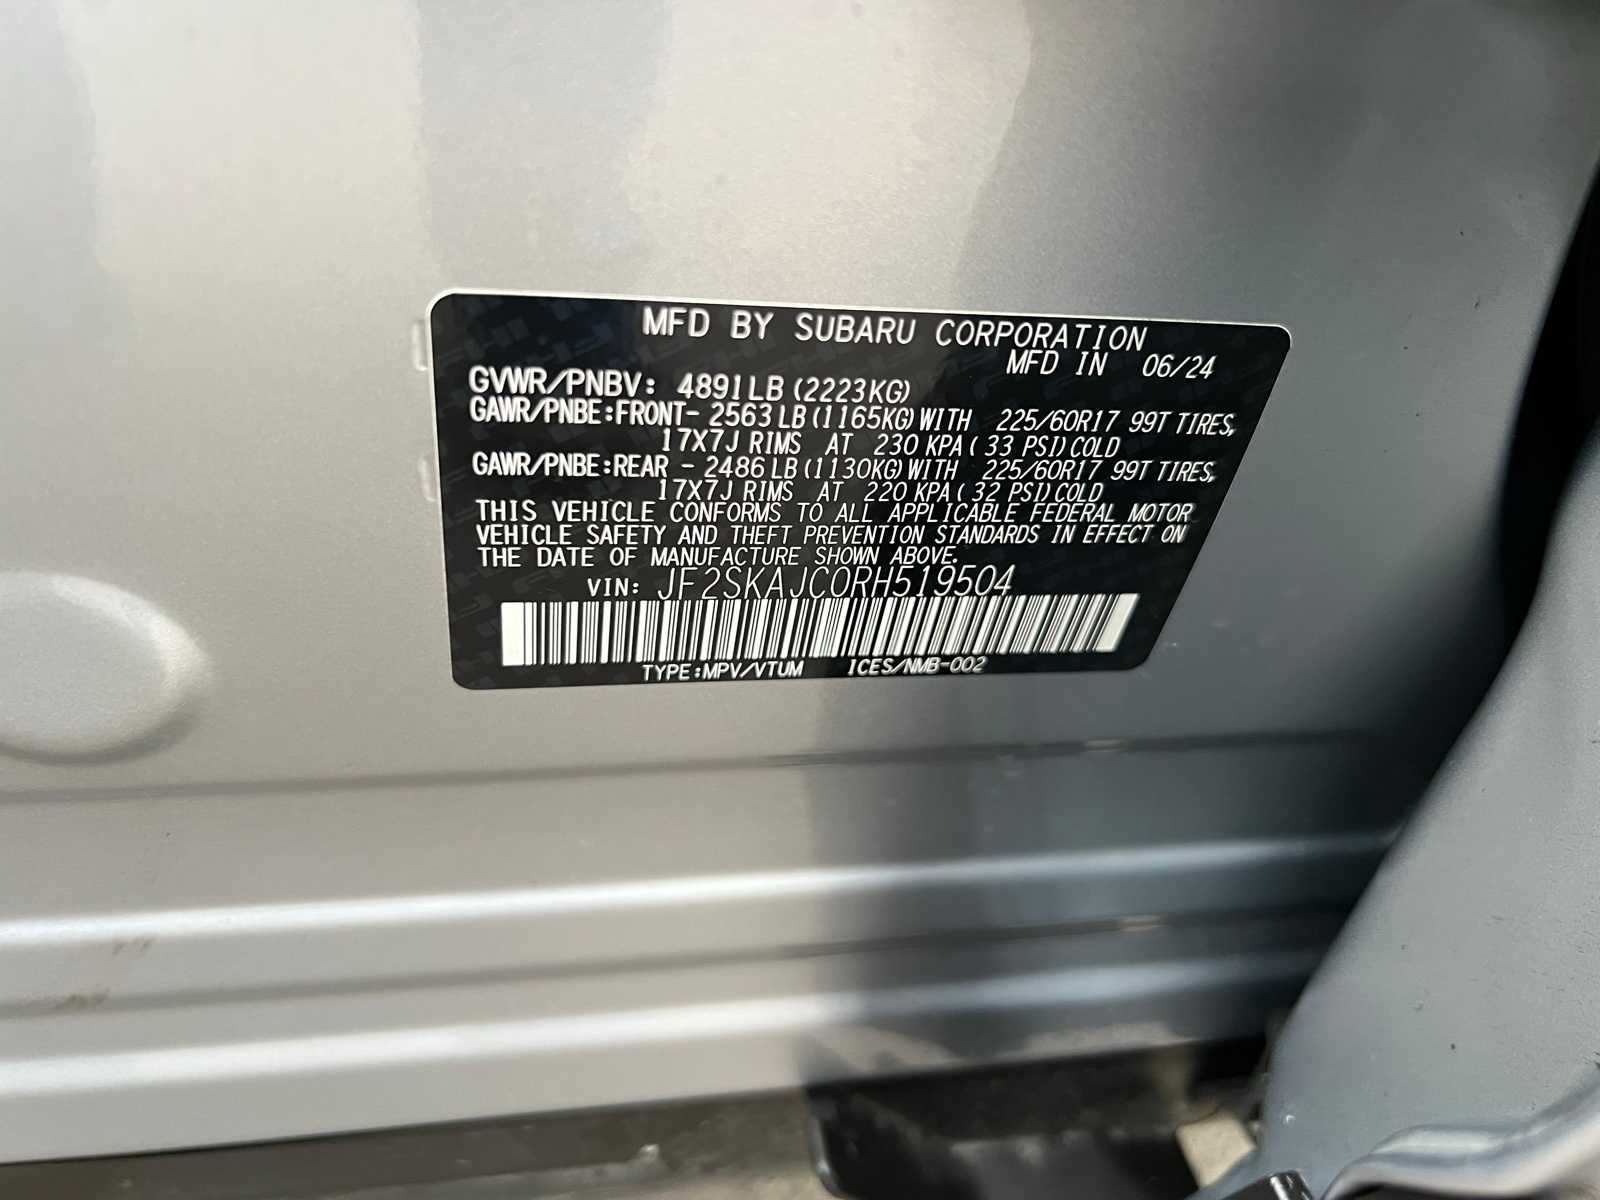 MFD BY SUBARU CORPORATION
MFD IN 06/24
GVWR/PNBV: 4891LB (2223KG)
GAWR/PNBE:FRONT- 2563LB (1165KG)WITH 225/60R17 99T TIRES,
17X7J RIMS AT 230 KPA( 33 PSI)COLD
GAWR/PNBE:REAR - 2486LB (1130KG)WITH 225/60R17 99T TIRES,
17X7J RIMS AT 220 KPA( 32 PSI)COLD
THIS VEHICLE CONFORMS TO ALL APPLICABLE FEDERAL MOTOR
VEHICLE SAFETY AND THEFT PREVENTION STANDARDS IN EFFECT ON
THE DATE OF MANUFACTURE SHOWN ABOVE.
VIN: JF2SKAJC0RH519504
TYPE:MPV/VTUM ICES/NMB-002